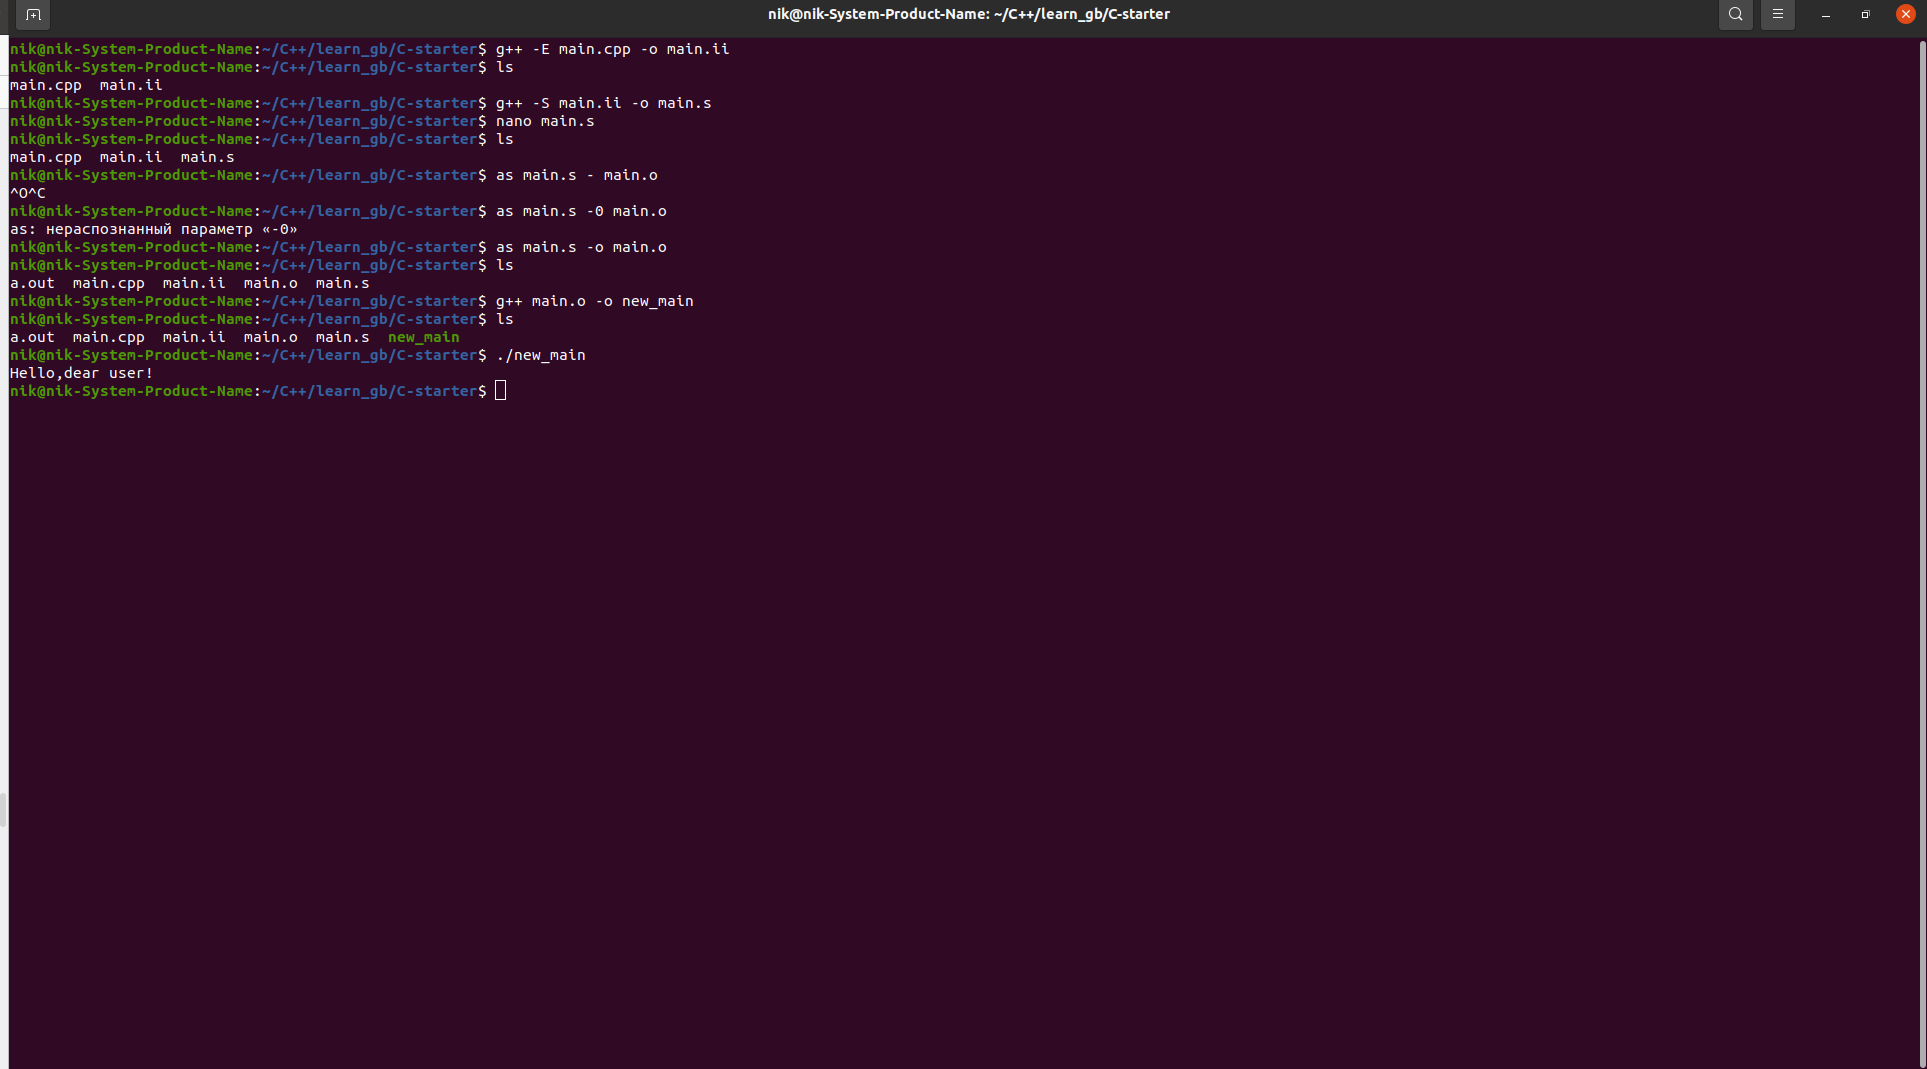 nik@nik-System-Product-Name: ~/C++/learn_gb/C-starter
nik@nik-System-Product-Name:~/C++/learn_gb/C-starter$ g++ -E main.cpp -o main.ii
nik@nik-System-Product-Name:~/C++/learn_gb/C-starter$ ls
main.cpp  main.ii
nik@nik-System-Product-Name:~/C++/learn_gb/C-starter$ g++ -S main.ii -o main.s
nik@nik-System-Product-Name:~/C++/learn_gb/C-starter$ nano main.s
nik@nik-System-Product-Name:~/C++/learn_gb/C-starter$ ls
main.cpp  main.ii  main.s
nik@nik-System-Product-Name:~/C++/learn_gb/C-starter$ as main.s - main.o
^O^C
nik@nik-System-Product-Name:~/C++/learn_gb/C-starter$ as main.s -0 main.o
as: нераспознанный параметр «-0»
nik@nik-System-Product-Name:~/C++/learn_gb/C-starter$ as main.s -o main.o
nik@nik-System-Product-Name:~/C++/learn_gb/C-starter$ ls
a.out  main.cpp  main.ii  main.o  main.s
nik@nik-System-Product-Name:~/C++/learn_gb/C-starter$ g++ main.o -o new_main
nik@nik-System-Product-Name:~/C++/learn_gb/C-starter$ ls
a.out  main.cpp  main.ii  main.o  main.s  new_main
nik@nik-System-Product-Name:~/C++/learn_gb/C-starter$ ./new_main
Hello,dear user!
nik@nik-System-Product-Name:~/C++/learn_gb/C-starter$